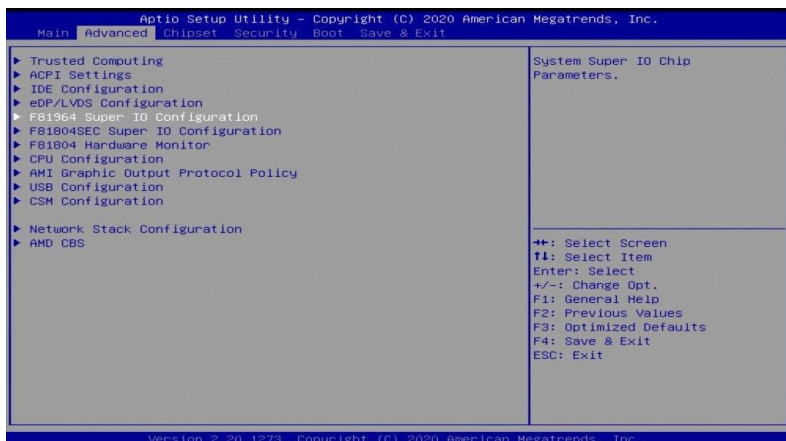 Aptio Setup Utility – Copyright (C) 2020 American Megatrends, Inc.
Main Advanced Chipset Security Boot Save & Exit
▶ Trusted Computing
▶ ACPI Settings
▶ IDE Configuration
▶ eDP/LVDS Configuration
▶ F81964 Super IO Configuration
▶ F81804SEC Super IO Configuration
▶ F81804 Hardware Monitor
▶ CPU Configuration
▶ AMI Graphic Output Protocol Policy
▶ USB Configuration
▶ CSM Configuration
▶ Network Stack Configuration
▶ AMD CBS
System Super IO Chip
Parameters.
→←: Select Screen
↑↓: Select Item
Enter: Select
+/-: Change Opt.
F1: General Help
F2: Previous Values
F3: Optimized Defaults
F4: Save & Exit
ESC: Exit
Version 2.20.1273. Copyright (C) 2020 American Megatrends, Inc.